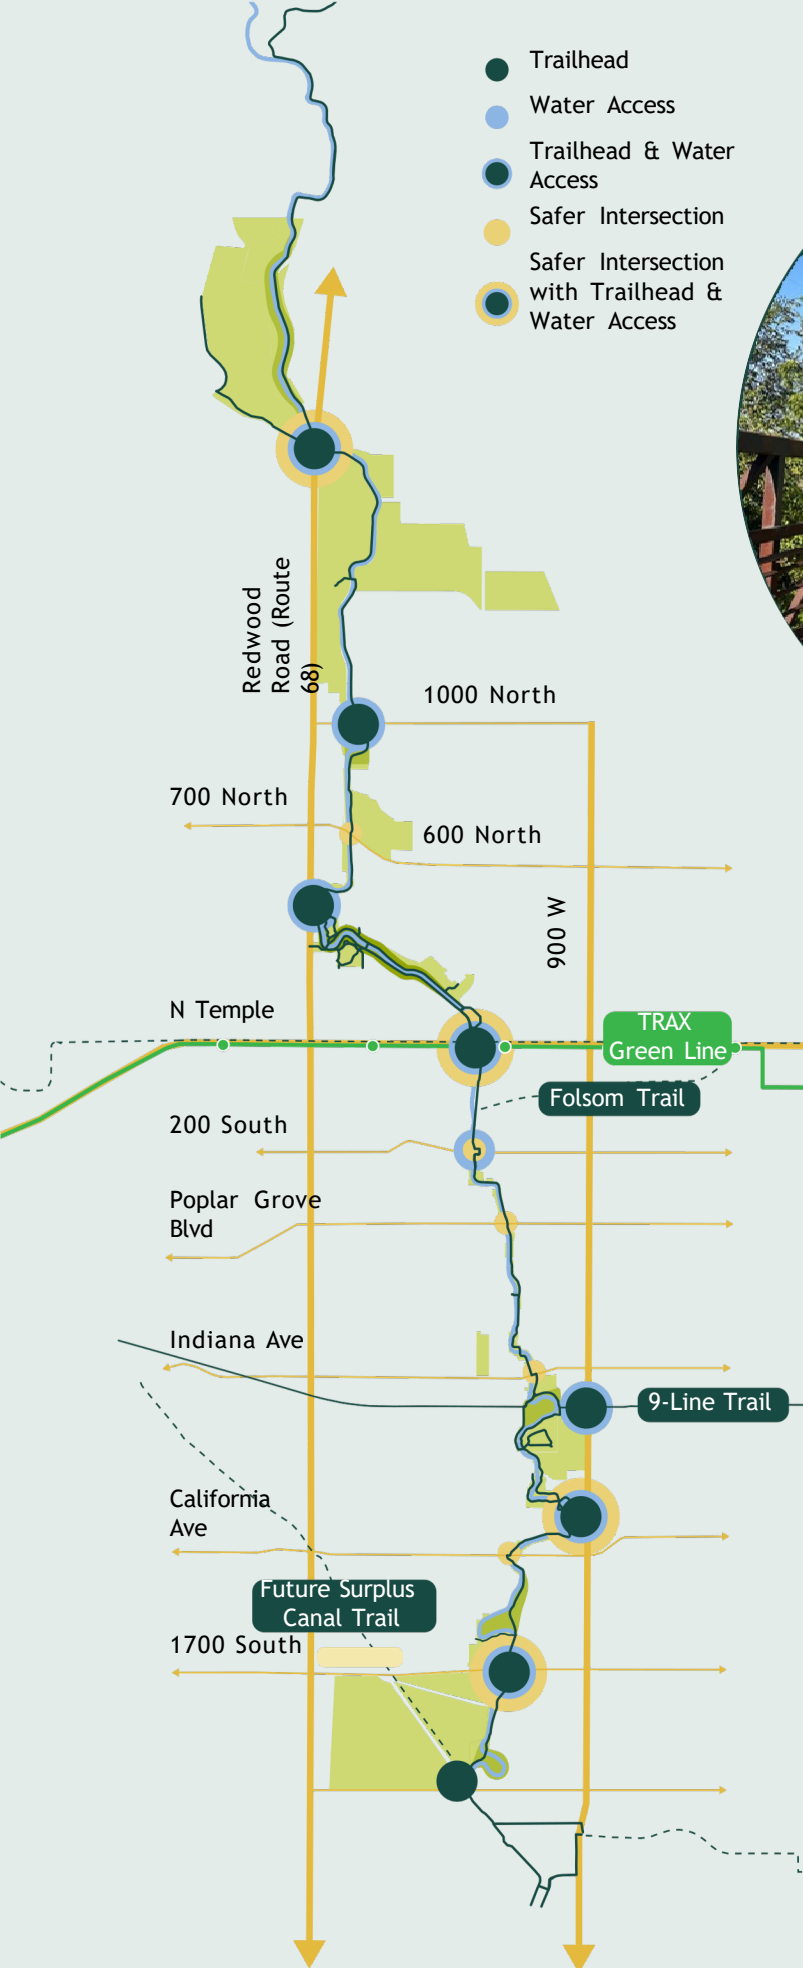 Trailhead
Water Access
Trailhead & Water
Access
Safer Intersection
Safer Intersection
with Trailhead &
Water Access
Redwood
Road (Route
68)
1000 North
700 North
600 North
900 W
N Temple
TRAX
Green Line
Folsom Trail
200 South
Poplar Grove
Blvd
Indiana Ave
9-Line Trail
California
Ave
Future Surplus
Canal Trail
1700 South